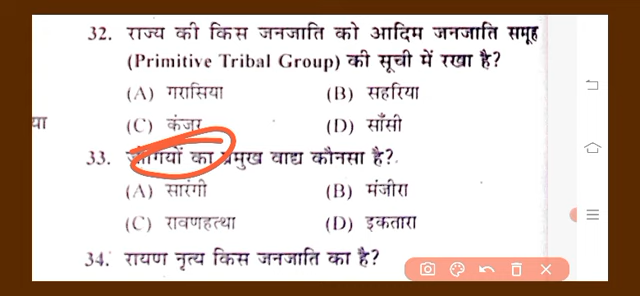 32. राज्य की किस जनजाति को आदिम जनजाति समूह
(Primitive Tribal Group) की सूची में रखा है?
(A) गरासिया (B) सहरिया
या (C) कंजर (D) साँसी
33. जोगियों का प्रमुख वाद्य कौनसा है?
(A) सारंगी (B) मंजीरा
(C) रावणहत्था (D) इकतारा
34. रायण नृत्य किस जनजाति का है?